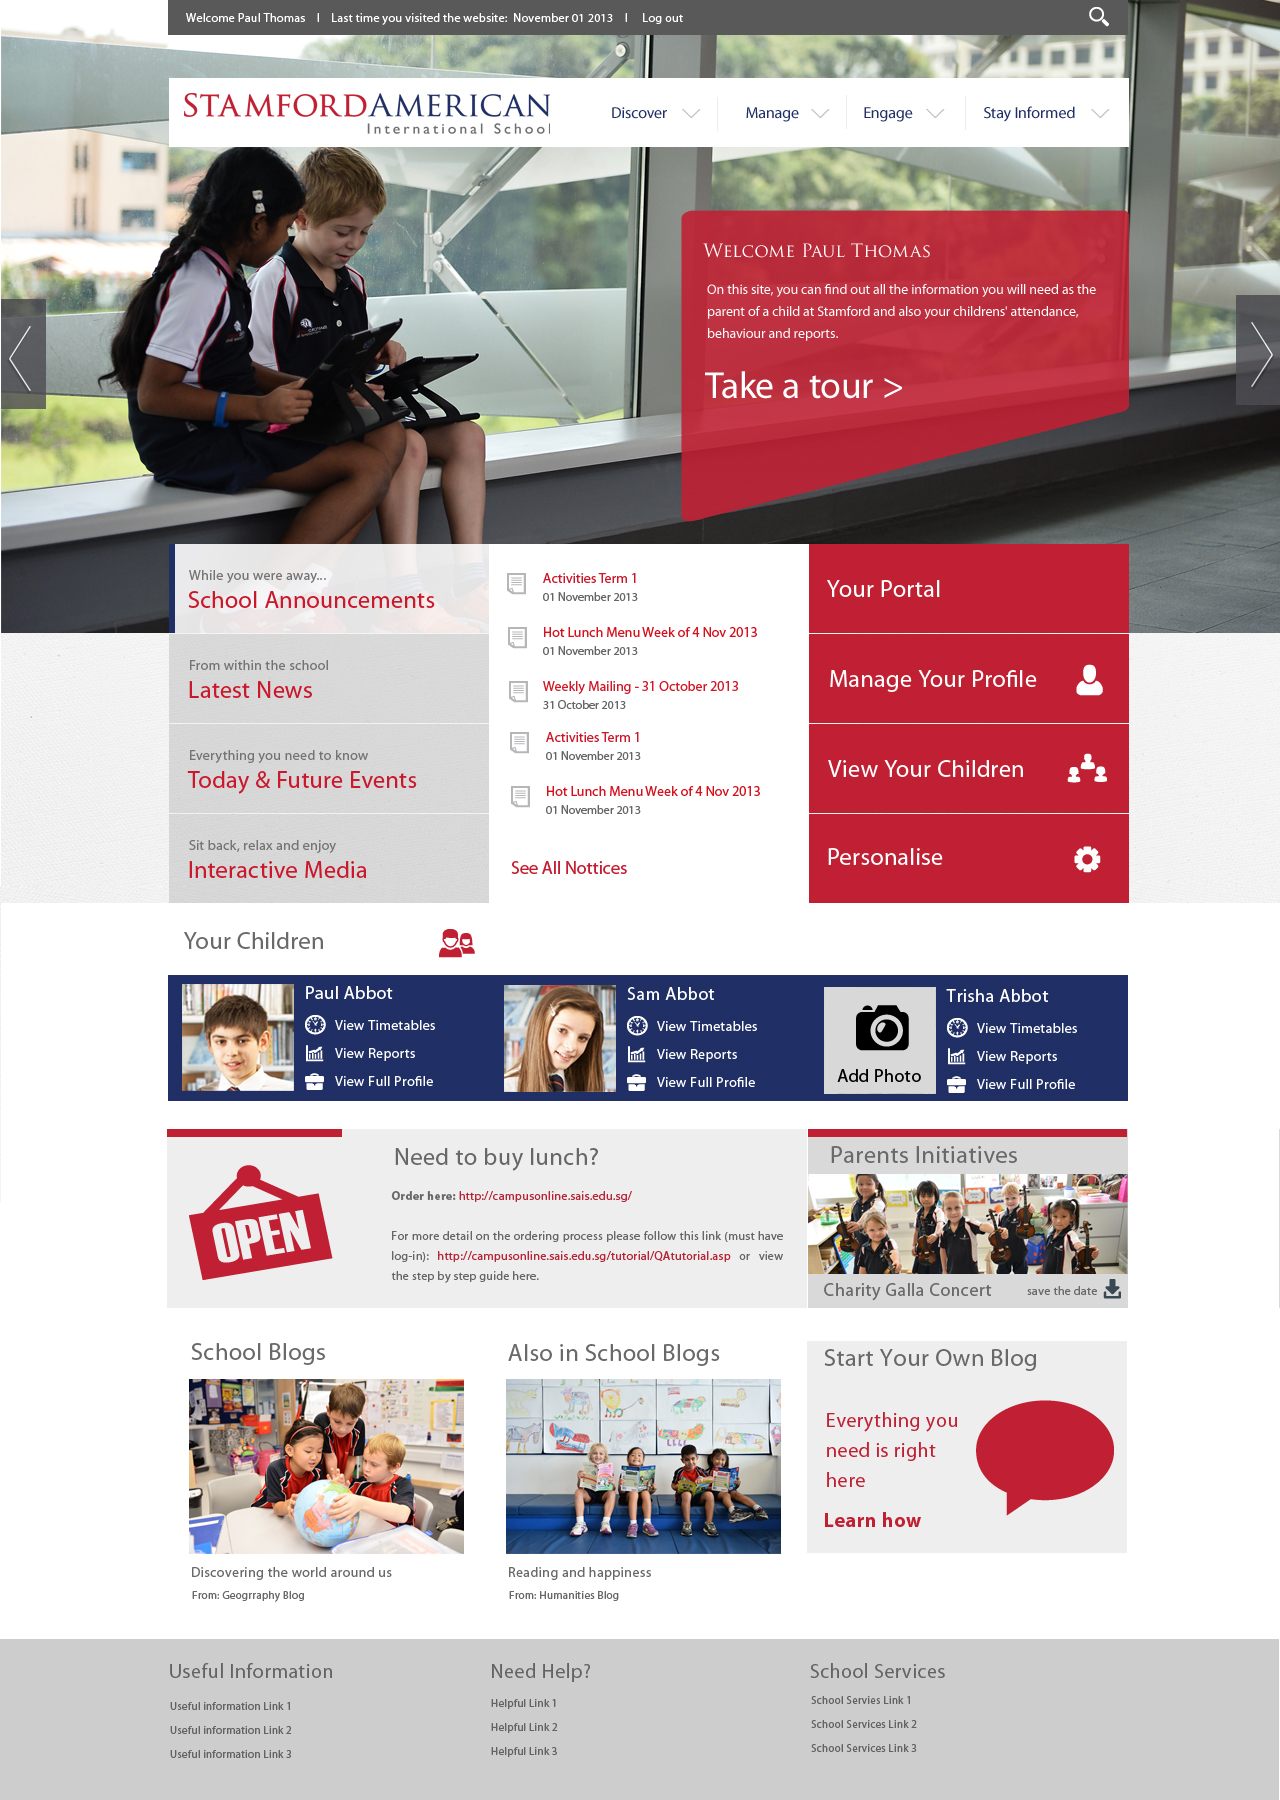 Welcome Paul Thomas | Last time you visited the website: November 01 2013 | Log out
STAMFORDAMERICAN
International School
Discover
Manage
Engage
Stay Informed
Welcome Paul Thomas
On this site, you can find out all the information you will need as the
parent of a child at Stamford and also your childrens' attendance,
behaviour and reports.
Take a tour >
While you were away...
School Announcements
From within the school
Latest News
Everything you need to know
Today & Future Events
Sit back, relax and enjoy
Interactive Media
Activities Term 1
01 November 2013
Hot Lunch Menu Week of 4 Nov 2013
01 November 2013
Weekly Mailing - 31 October 2013
31 October 2013
Activities Term 1
01 November 2013
Hot Lunch Menu Week of 4 Nov 2013
01 November 2013
See All Nottices
Your Portal
Manage Your Profile
View Your Children
Personalise
Your Children
Paul Abbot
View Timetables
View Reports
View Full Profile
Sam Abbot
View Timetables
View Reports
View Full Profile
Add Photo
Trisha Abbot
View Timetables
View Reports
View Full Profile
OPEN
Need to buy lunch?
Order here: http://campusonline.sais.edu.sg/
For more detail on the ordering process please follow this link (must have
log-in): http://campusonline.sais.edu.sg/tutorial/QAtutorial.asp or view
the step by step guide here.
Parents Initiatives
Charity Galla Concert
save the date
School Blogs
Discovering the world around us
From: Geogrraphy Blog
Also in School Blogs
Reading and happiness
From: Humanities Blog
Start Your Own Blog
Everything you
need is right
here
Learn how
Useful Information
Useful information Link 1
Useful information Link 2
Useful information Link 3
Need Help?
Helpful Link 1
Helpful Link 2
Helpful Link 3
School Services
School Servies Link 1
School Services Link 2
School Services Link 3